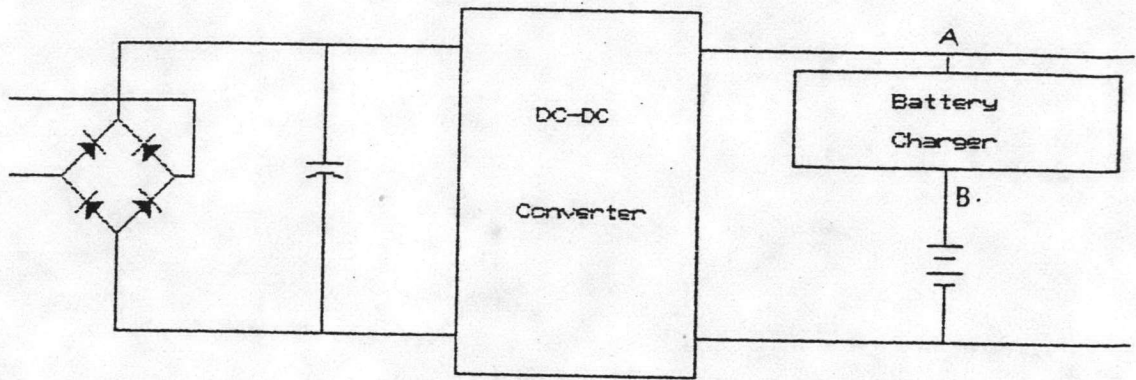 DC-DC
Converter
A
Battery
Charger
B.